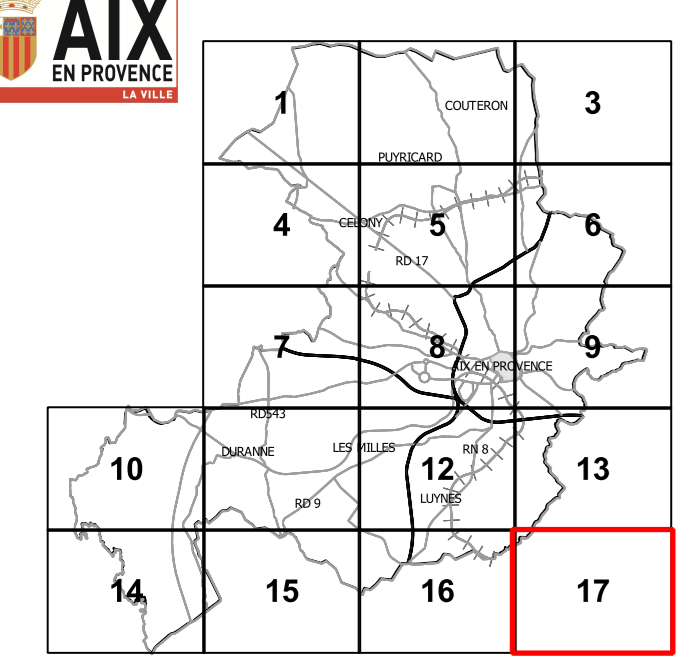 AIX
EN PROVENCE
LA VILLE
1
COUTERON
3
PUYRICARD
4
CELONY
5
6
RD 17
7
8
9
AIX EN PROVENCE
RD543
10
DURANNE
LES MILLES
RN 8
12
13
LUYNES
RD 9
14
15
16
17